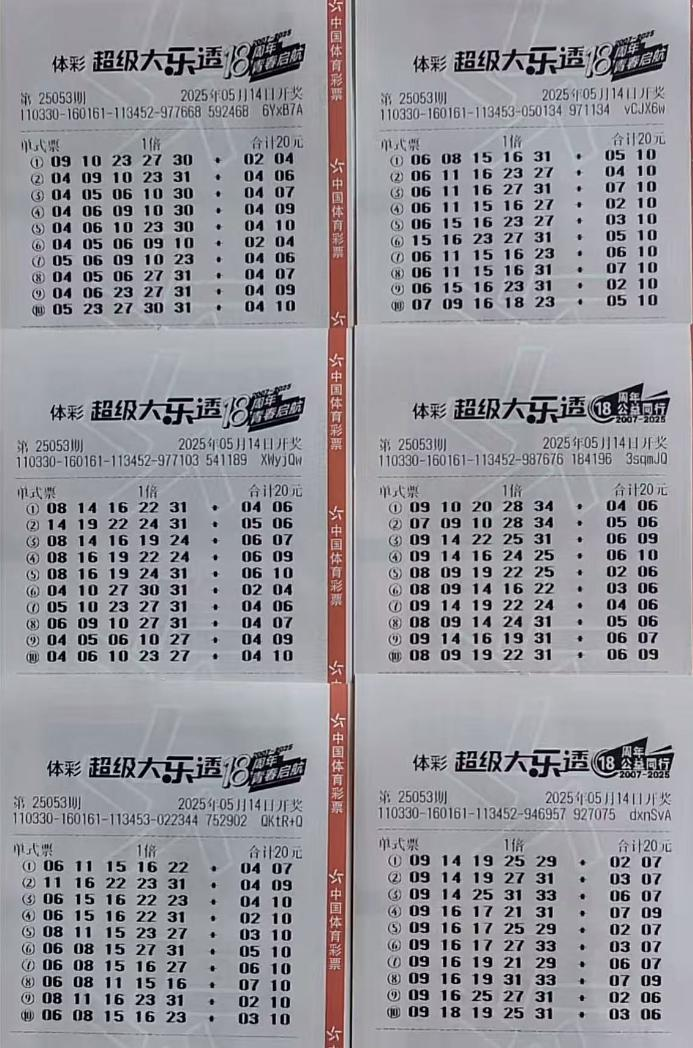 体彩 超级大乐透 18周年 青春启航 2007-2025
第 25053期 2025年05月14日开奖
110330-160161-113452-977668 592468 6YxB7A
单式票 1倍 合计20元
① 09 10 23 27 30 + 02 04
② 04 09 10 23 31 + 04 06
③ 04 05 06 10 30 + 04 07
④ 04 06 09 10 30 + 04 09
⑤ 04 06 10 23 30 + 04 10
⑥ 04 05 06 09 10 + 02 04
⑦ 05 06 09 10 23 + 04 06
⑧ 04 05 06 27 31 + 04 07
⑨ 04 06 23 27 31 + 04 09
⑩ 05 23 27 30 31 + 04 10
中国体育彩票
中国体育彩票
体彩 超级大乐透 18周年 青春启航 2007-2025
第 25053期 2025年05月14日开奖
110330-160161-113453-050134 971134 vCJX6w
单式票 1倍 合计20元
① 06 08 15 16 31 + 05 10
② 06 11 16 23 27 + 04 10
③ 06 11 16 27 31 + 07 10
④ 06 11 15 16 27 + 02 10
⑤ 06 15 16 23 27 + 03 10
⑥ 15 16 23 27 31 + 05 10
⑦ 06 11 15 16 23 + 06 10
⑧ 06 11 15 16 31 + 07 10
⑨ 06 15 16 23 31 + 02 10
⑩ 07 09 16 18 23 + 05 10
体彩 超级大乐透 18周年 青春启航 2007-2025
第 25053期 2025年05月14日开奖
110330-160161-113452-977103 541189 XWyjQw
单式票 1倍 合计20元
① 08 14 16 22 31 + 04 06
② 14 19 22 24 31 + 05 06
③ 08 14 16 19 24 + 06 07
④ 08 16 19 22 24 + 06 09
⑤ 08 16 19 24 31 + 06 10
⑥ 04 10 27 30 31 + 02 04
⑦ 05 10 23 27 31 + 04 06
⑧ 06 09 10 27 31 + 04 07
⑨ 04 05 06 10 27 + 04 09
⑩ 04 06 10 23 27 + 04 10
中国体育彩票
中国体育彩票
体彩 超级大乐透 18周年 公益同行 2007-2025
第 25053期 2025年05月14日开奖
110330-160161-113452-987676 184196 3sqmJQ
单式票 1倍 合计20元
① 09 10 20 28 34 + 04 06
② 07 09 10 28 34 + 05 06
③ 09 14 22 25 31 + 06 09
④ 09 14 16 24 25 + 06 10
⑤ 08 09 19 22 25 + 02 06
⑥ 08 09 14 16 22 + 03 06
⑦ 09 14 19 22 24 + 04 06
⑧ 08 09 14 24 31 + 05 06
⑨ 09 14 16 19 31 + 06 07
⑩ 08 09 19 22 31 + 06 09
体彩 超级大乐透 18周年 青春启航 2007-2025
第 25053期 2025年05月14日开奖
110330-160161-113453-022344 752902 QKtR+Q
单式票 1倍 合计20元
① 06 11 15 16 22 + 04 07
② 11 16 22 23 31 + 04 09
③ 06 15 16 22 23 + 04 10
④ 06 15 16 22 31 + 02 10
⑤ 08 11 15 23 27 + 03 10
⑥ 06 08 15 27 31 + 05 10
⑦ 06 08 15 16 27 + 06 10
⑧ 06 08 11 15 16 + 07 10
⑨ 08 11 16 23 31 + 02 10
⑩ 06 08 15 16 23 + 03 10
中国体育彩票
中国体育彩票
体彩 超级大乐透 18周年 公益同行 2007-2025
第 25053期 2025年05月14日开奖
110330-160161-113452-946957 927075 dxnSvA
单式票 1倍 合计20元
① 09 14 19 25 29 + 02 07
② 09 14 19 27 31 + 03 07
③ 09 14 25 31 33 + 06 07
④ 09 16 17 21 31 + 07 09
⑤ 09 16 17 25 29 + 02 07
⑥ 09 16 17 27 33 + 03 07
⑦ 09 16 19 21 29 + 06 07
⑧ 09 16 19 31 33 + 07 09
⑨ 09 16 25 27 31 + 02 06
⑩ 09 18 19 25 31 + 03 06